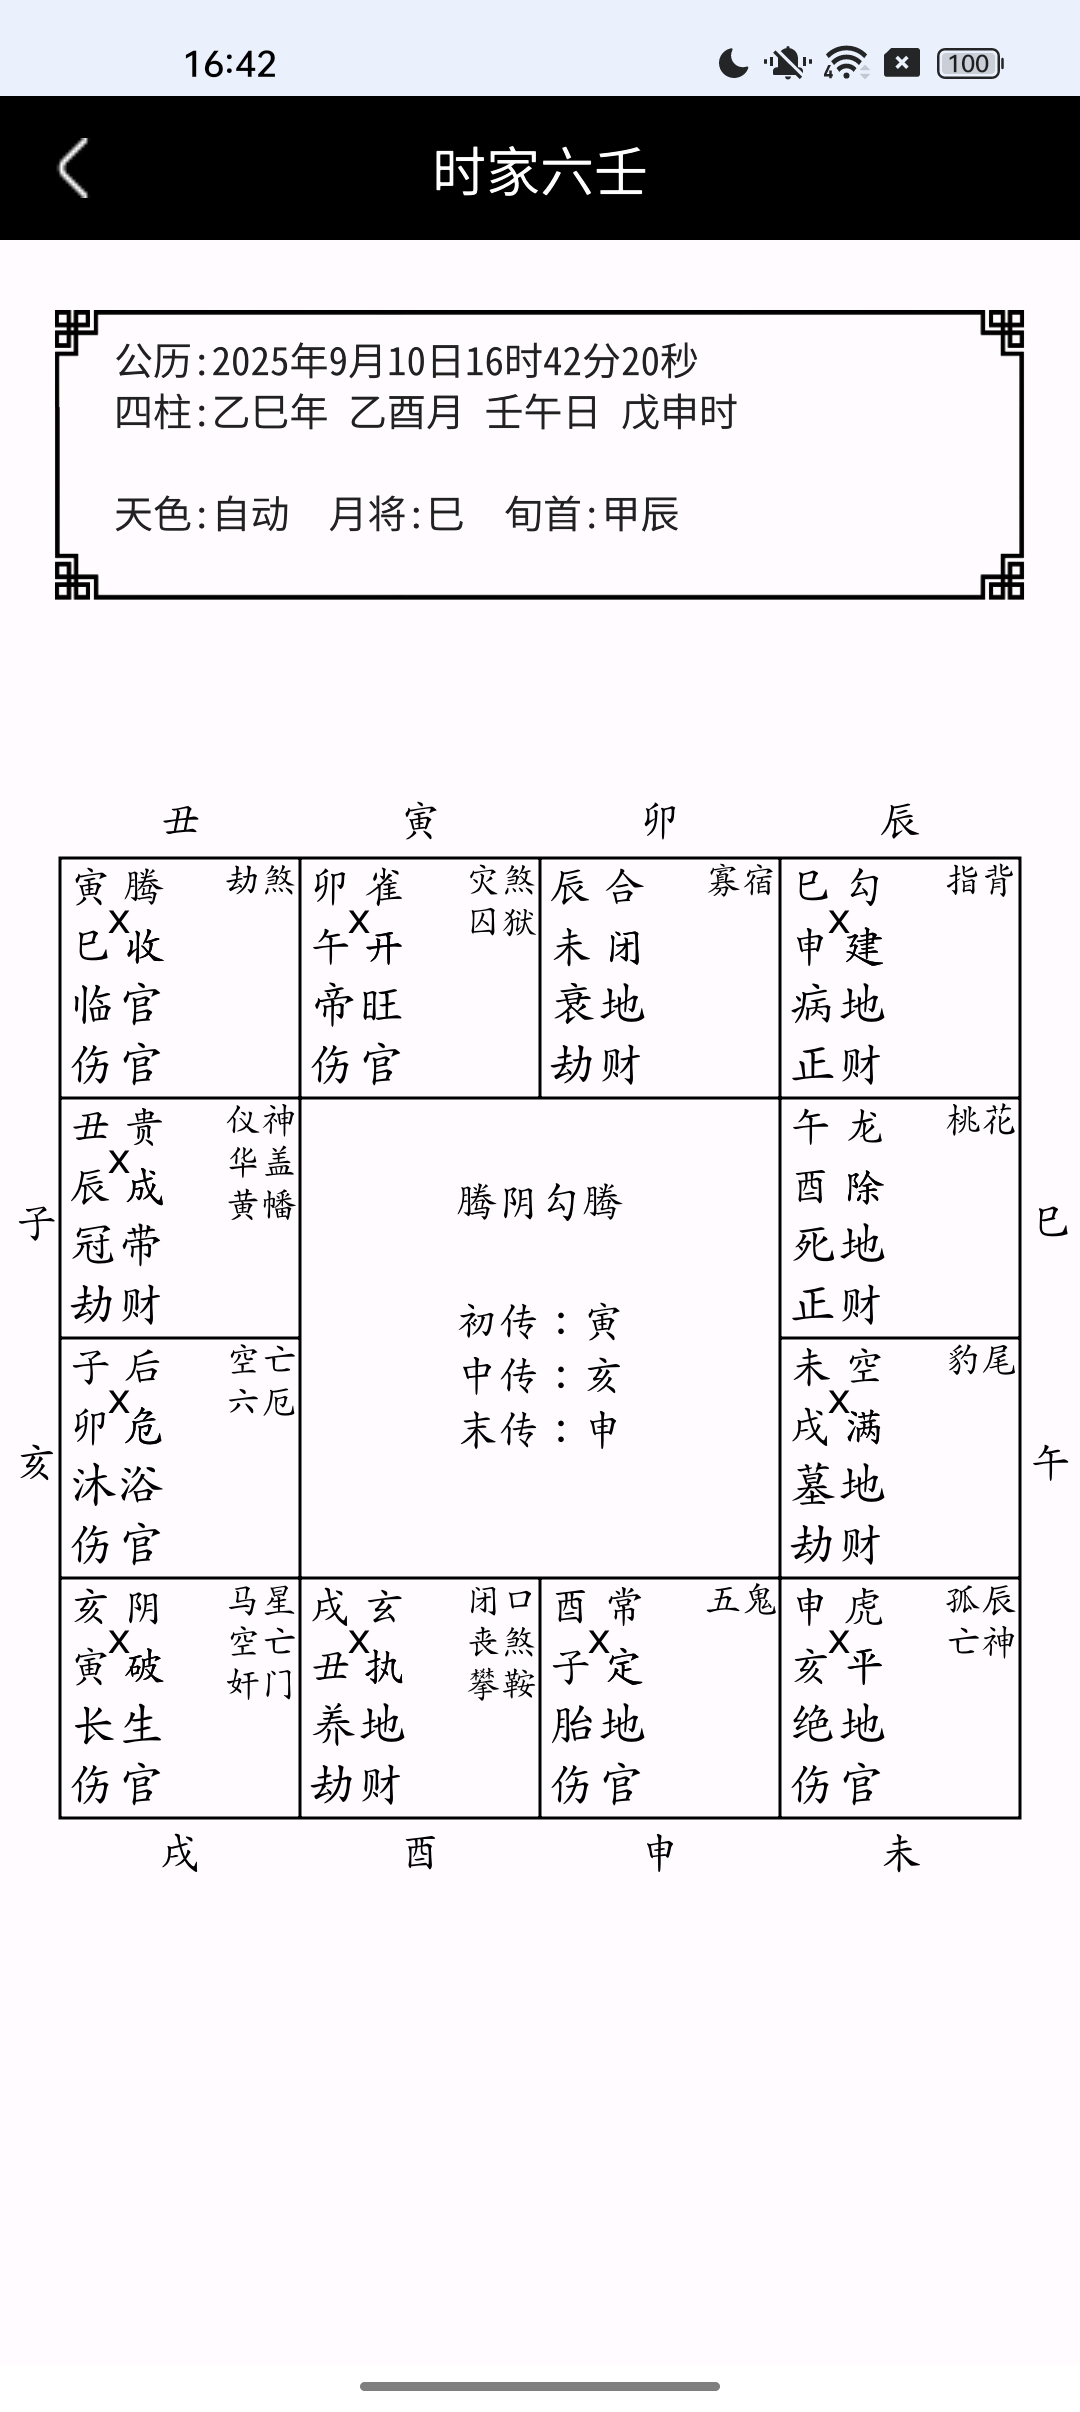 16:42
4
100
时家六壬
公历:2025年9月10日16时42分20秒
四柱:乙巳年 乙酉月 壬午日 戊申时
天色:自动 月将:巳 旬首:甲辰
丑 寅 卯 辰
寅 腾 劫煞
x
巳 收
临官
伤官
卯 雀 灾煞
x 囚狱
午 开
帝旺
伤官
辰 合 寡宿
未 闭
衰地
劫财
巳 勾 指背
x
申 建
病地
正财
子
丑 贵 仪神
x 华盖
辰 成 黄幡
冠带
劫财
腾阴勾腾
初传：寅
中传：亥
末传：申
午 龙 桃花
酉 除
死地
正财
巳
亥
子 后 空亡
x 六厄
卯 危
沐浴
伤官
未 空 豹尾
x
戌 满
墓地
劫财
午
亥 阴 马星
x 空亡
寅 破 奸门
长生
伤官
戌 玄 闭口
x 丧煞
丑 执 攀鞍
养地
劫财
酉 常 五鬼
x
子 定
胎地
伤官
申 虎 孤辰
x 亡神
亥 平
绝地
伤官
戌 酉 申 未